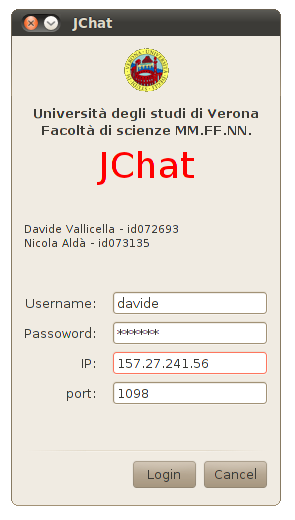 JChat
Università degli studi di Verona
Facoltà di scienze MM.FF.NN.
JChat
Davide Vallicella - id072693
Nicola Aldà - id073135
Username: davide
Passoword: *******
IP: 157.27.241.56
port: 1098
Login Cancel